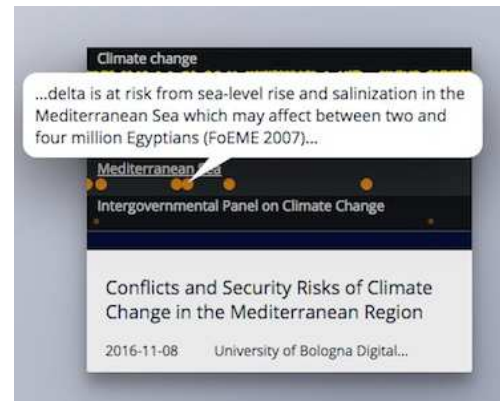 Climate change
...delta is at risk from sea-level rise and salinization in the
Mediterranean Sea which may affect between two and
four million Egyptians (FoEME 2007)...
Mediterranean Sea
Intergovernmental Panel on Climate Change
Conflicts and Security Risks of Climate
Change in the Mediterranean Region
2016-11-08 University of Bologna Digital...